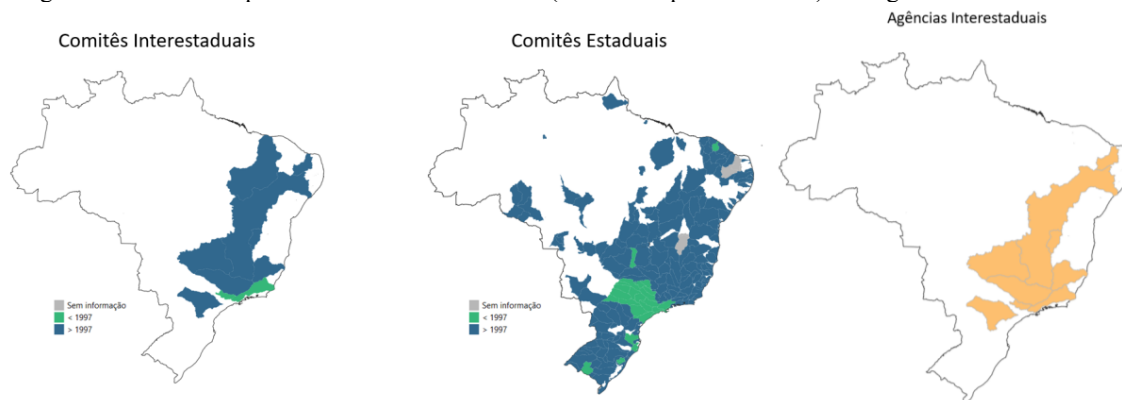 Agências Interestaduais
Comitês Interestaduais
Comitês Estaduais
Sem informação
< 1997
> 1997
Sem informação
< 1997
> 1997